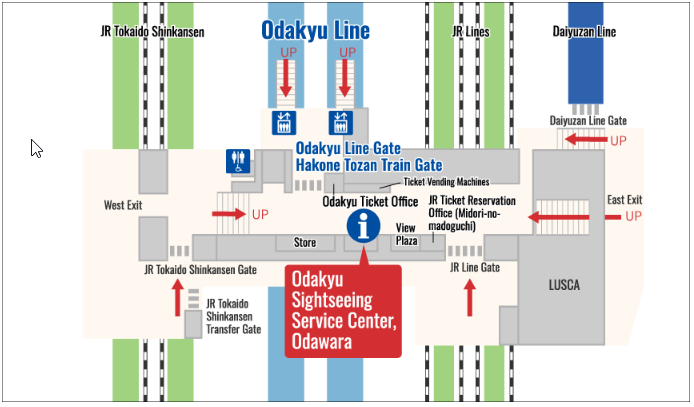 JR Tokaido Shinkansen
Odakyu Line
JR Lines
Daiyuzan Line
UP
UP
Daiyuzan Line Gate
UP
Odakyu Line Gate
Hakone Tozan Train Gate
Ticket Vending Machines
Odakyu Ticket Office
JR Ticket Reservation
Office (Midori-no-
madoguchi)
West Exit
East Exit
UP
UP
i
View
Plaza
Store
JR Tokaido Shinkansen Gate
JR Line Gate
LUSCA
Odakyu
Sightseeing
Service Center,
Odawara
JR Tokaido
Shinkansen
Transfer Gate